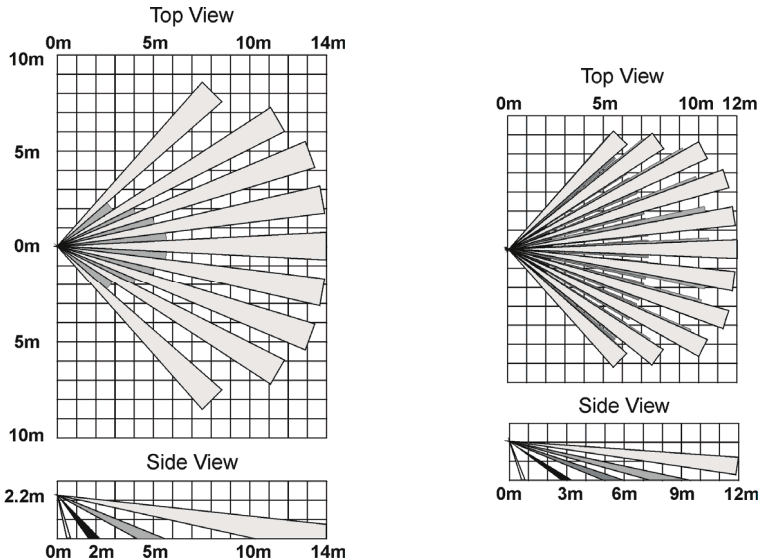 Top View
0m 5m 10m 14m
10m
5m
0m
5m
10m
Side View
2.2m
0m 2m 5m 10m 14m
Top View
0m 5m 10m 12m
Side View
0m 3m 6m 9m 12m